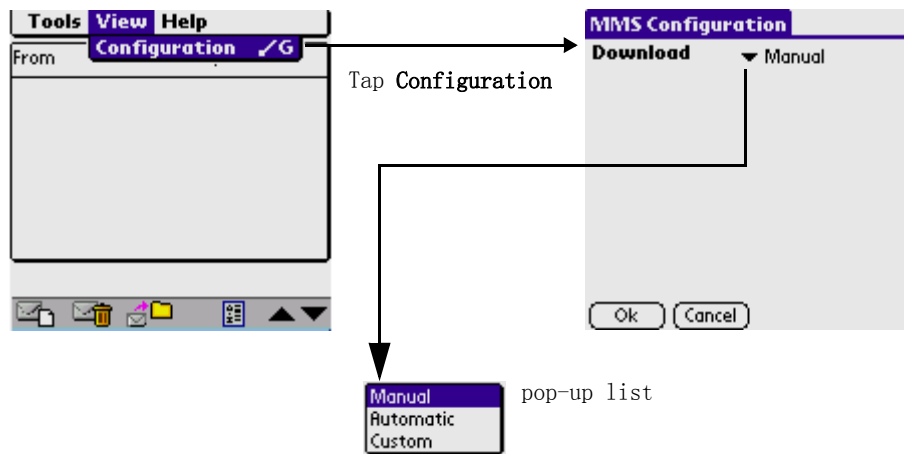 Tools View Help
Configuration ✓G
From
Tap Configuration
MMS Configuration
Download Manual
Ok Cancel
Manual
Automatic
Custom
pop-up list